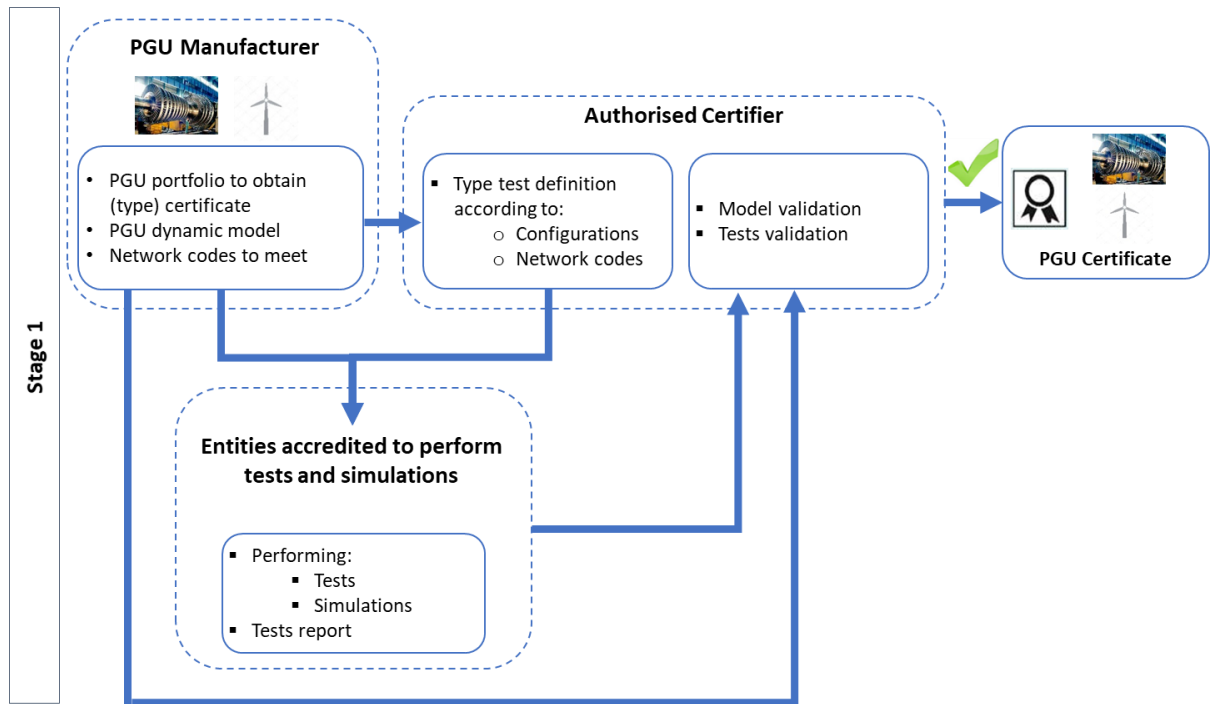 Stage 1
PGU Manufacturer
• PGU portfolio to obtain
(type) certificate
• PGU dynamic model
• Network codes to meet
Authorised Certifier
▪ Type test definition
according to:
o Configurations
o Network codes
▪ Model validation
▪ Tests validation
PGU Certificate
Entities accredited to perform
tests and simulations
▪ Performing:
▪ Tests
▪ Simulations
▪ Tests report